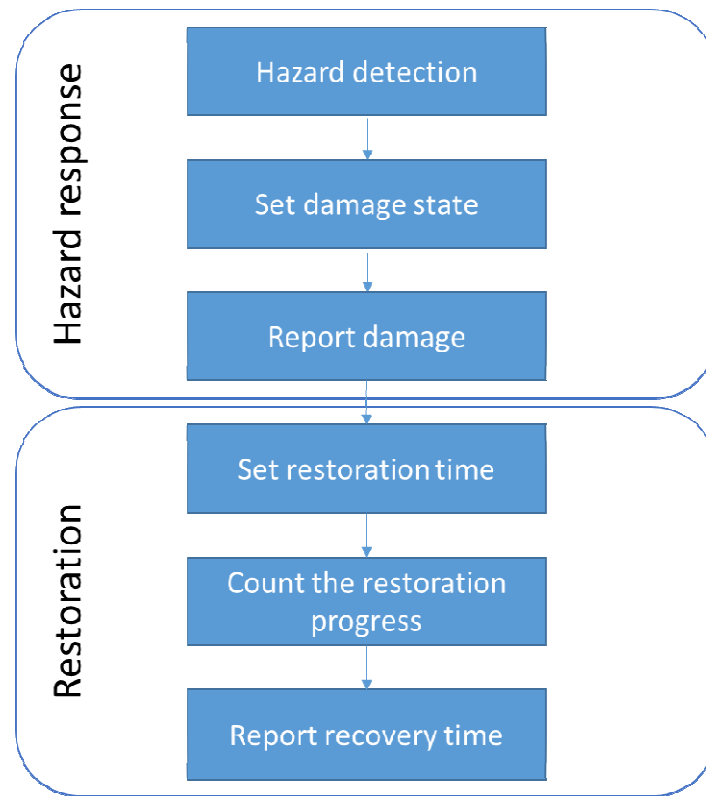 Hazard response
Hazard detection
Set damage state
Report damage
Restoration
Set restoration time
Count the restoration
progress
Report recovery time